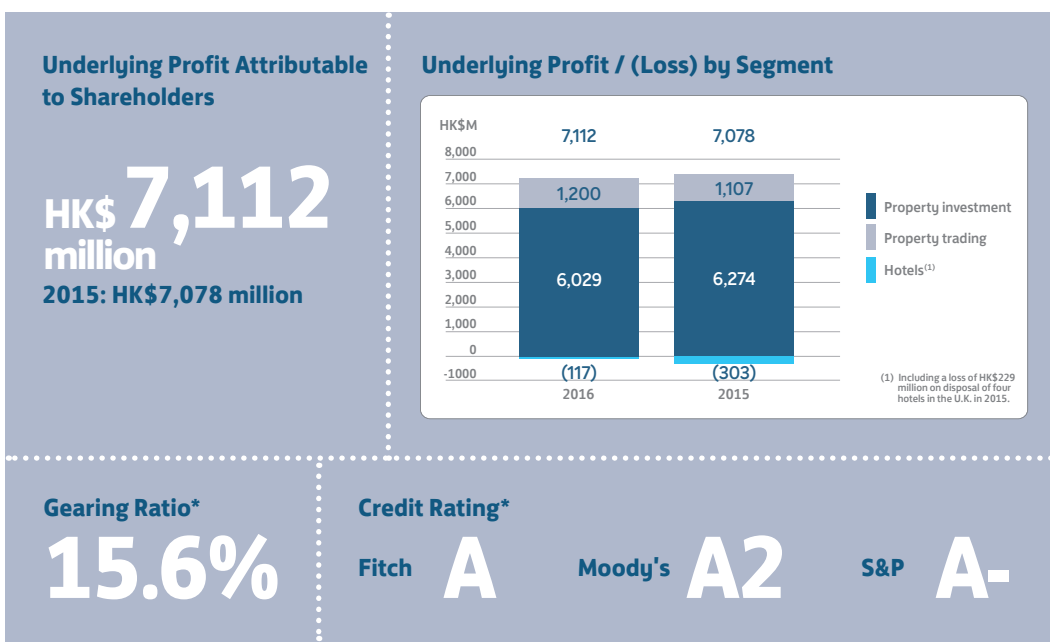 Underlying Profit Attributable
to Shareholders
HK$ 7,112
million
2015: HK$7,078 million
Underlying Profit / (Loss) by Segment
HK$M
7,112
7,078
8,000
7,000
6,000
5,000
4,000
3,000
2,000
1,000
0
-1000
1,200
1,107
6,029
6,274
(117)
(303)
2016
2015
Property investment
Property trading
Hotels(1)
(1) Including a loss of HK$229
million on disposal of four
hotels in the U.K. in 2015.
Gearing Ratio*
15.6%
Credit Rating*
Fitch A
Moody's A2
S&P A-